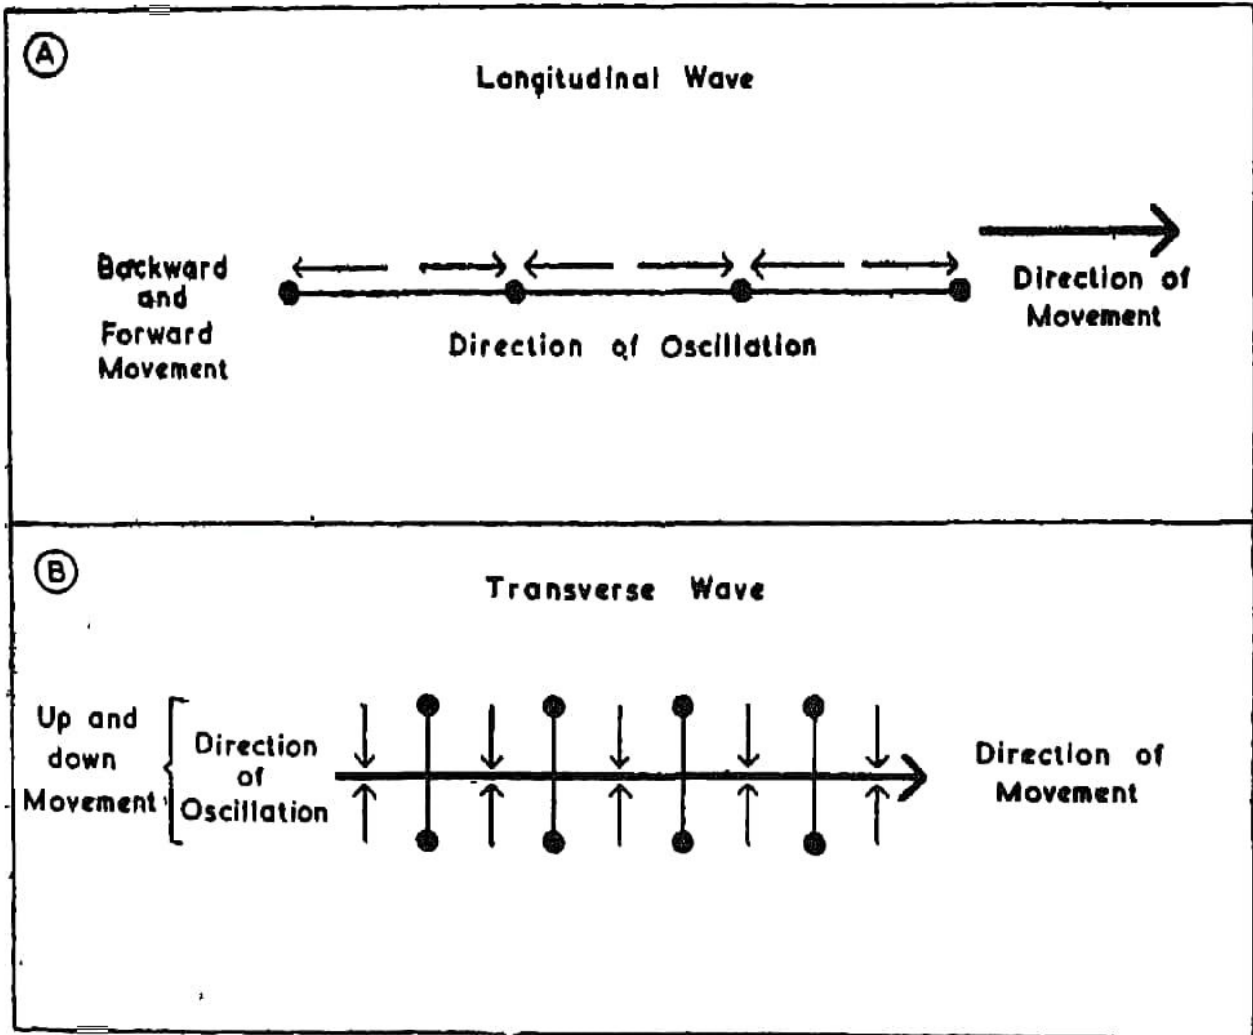 A
Longitudinal Wave
Backward
and
Forward
Movement
Direction of Oscillation
Direction of
Movement
B
Transverse Wave
Up and
down
Movement
Direction
of
Oscillation
Direction of
Movement